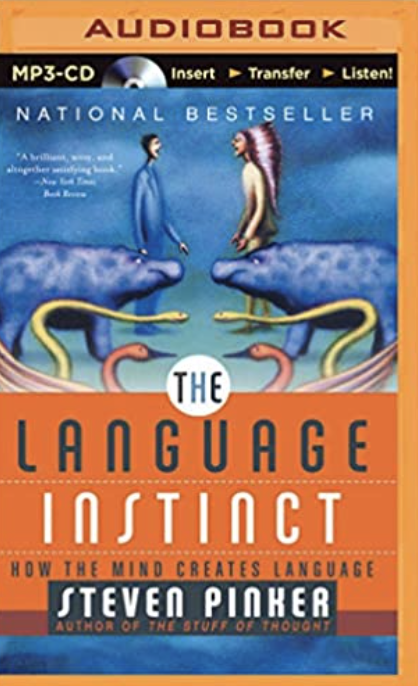 AUDIOBOOK
MP3-CD Insert ► Transfer ► Listen!
NATIONAL BESTSELLER
"A brilliant, witty, and
altogether satisfying book."
—New York Times
Book Review
THE
LANGUAGE
INSTINCT
HOW THE MIND CREATES LANGUAGE
STEVEN PINKER
AUTHOR OF THE STUFF OF THOUGHT